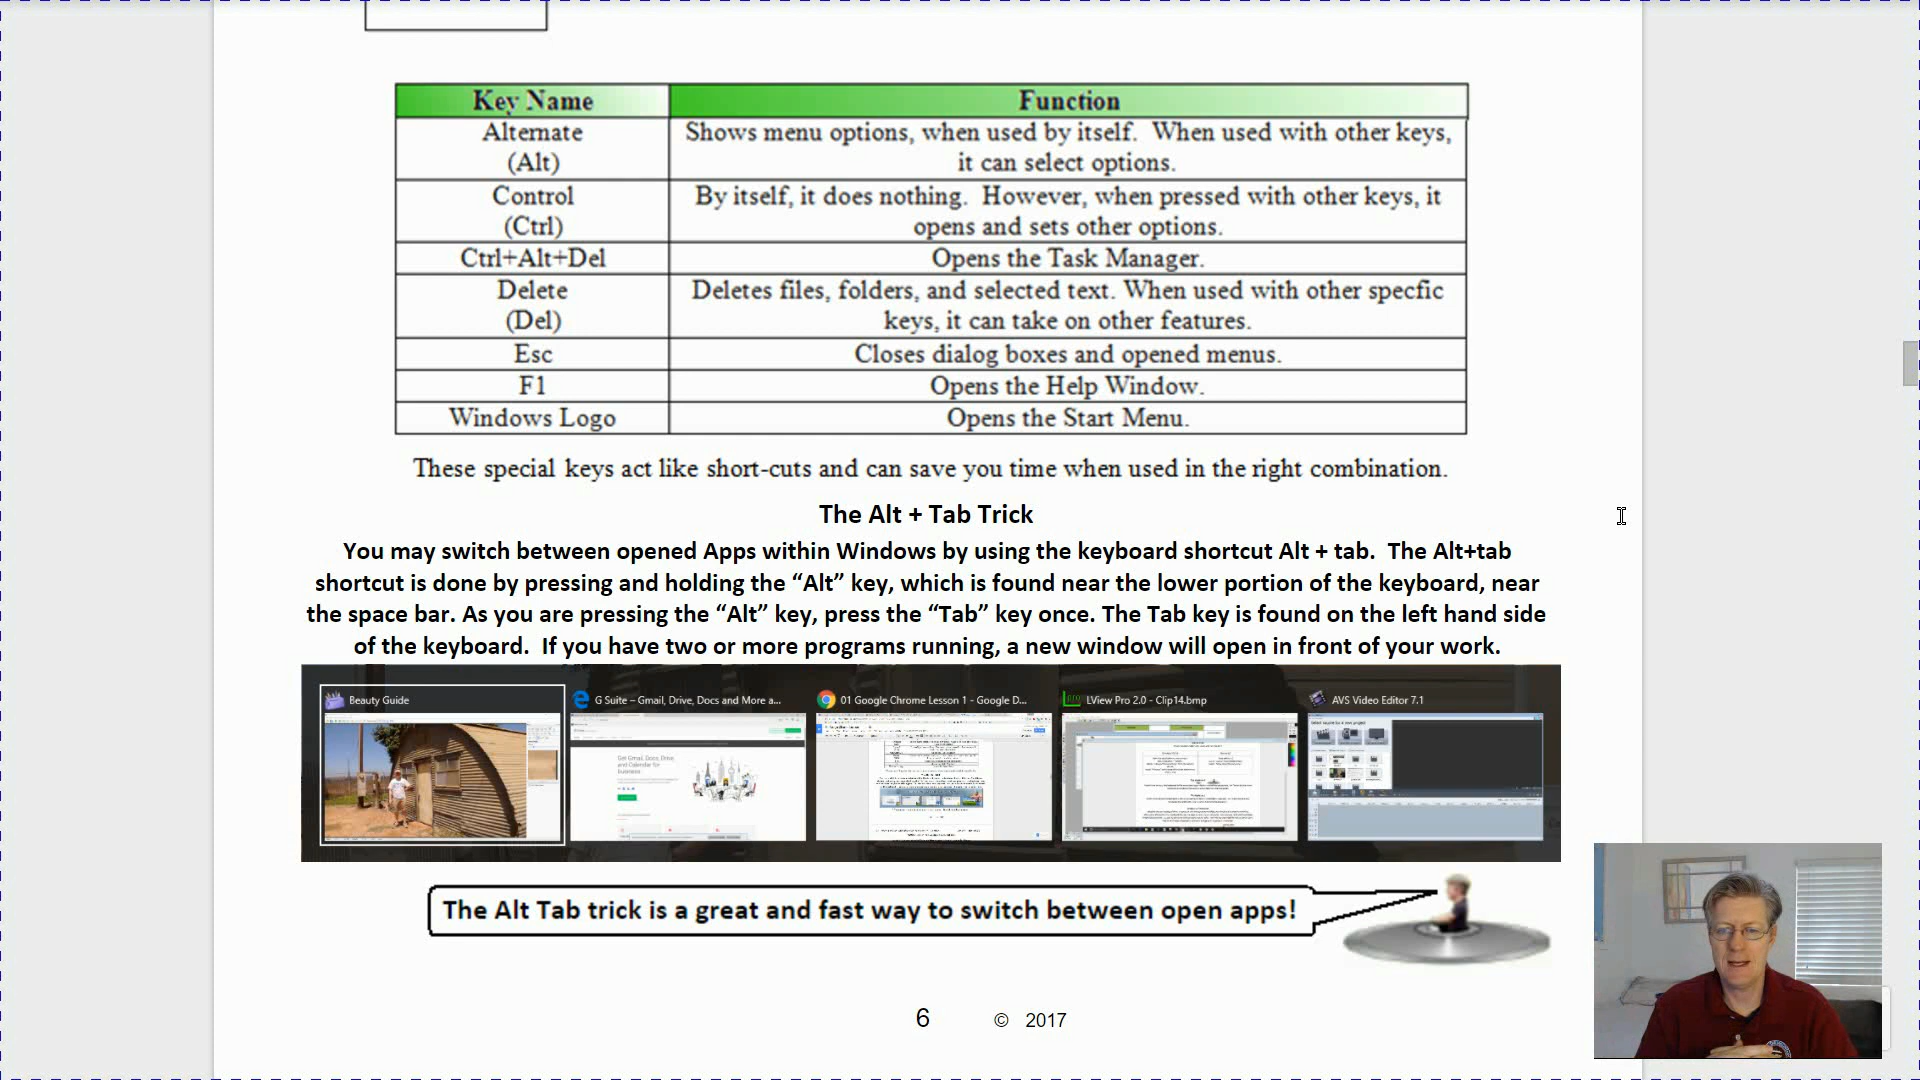 Key Name Function
Alternate
(Alt)
Shows menu options, when used by itself. When used with other keys,
it can select options.
Control
(Ctrl)
By itself, it does nothing. However, when pressed with other keys, it
opens and sets other options.
Ctrl+Alt+Del Opens the Task Manager.
Delete
(Del)
Deletes files, folders, and selected text. When used with other specfic
keys, it can take on other features.
Esc Closes dialog boxes and opened menus.
F1 Opens the Help Window.
Windows Logo Opens the Start Menu.
These special keys act like short-cuts and can save you time when used in the right combination.
The Alt + Tab Trick
You may switch between opened Apps within Windows by using the keyboard shortcut Alt + tab. The Alt+tab
shortcut is done by pressing and holding the “Alt” key, which is found near the lower portion of the keyboard, near
the space bar. As you are pressing the “Alt” key, press the “Tab” key once. The Tab key is found on the left hand side
of the keyboard. If you have two or more programs running, a new window will open in front of your work.
Beauty Guide
G Suite – Gmail, Drive, Docs and More a...
01 Google Chrome Lesson 1 - Google D...
LView Pro 2.0 - Clip14.bmp
AVS Video Editor 7.1
Get Gmail, Docs, Drive,
and Calendar for
business
The Alt Tab trick is a great and fast way to switch between open apps!
6 © 2017